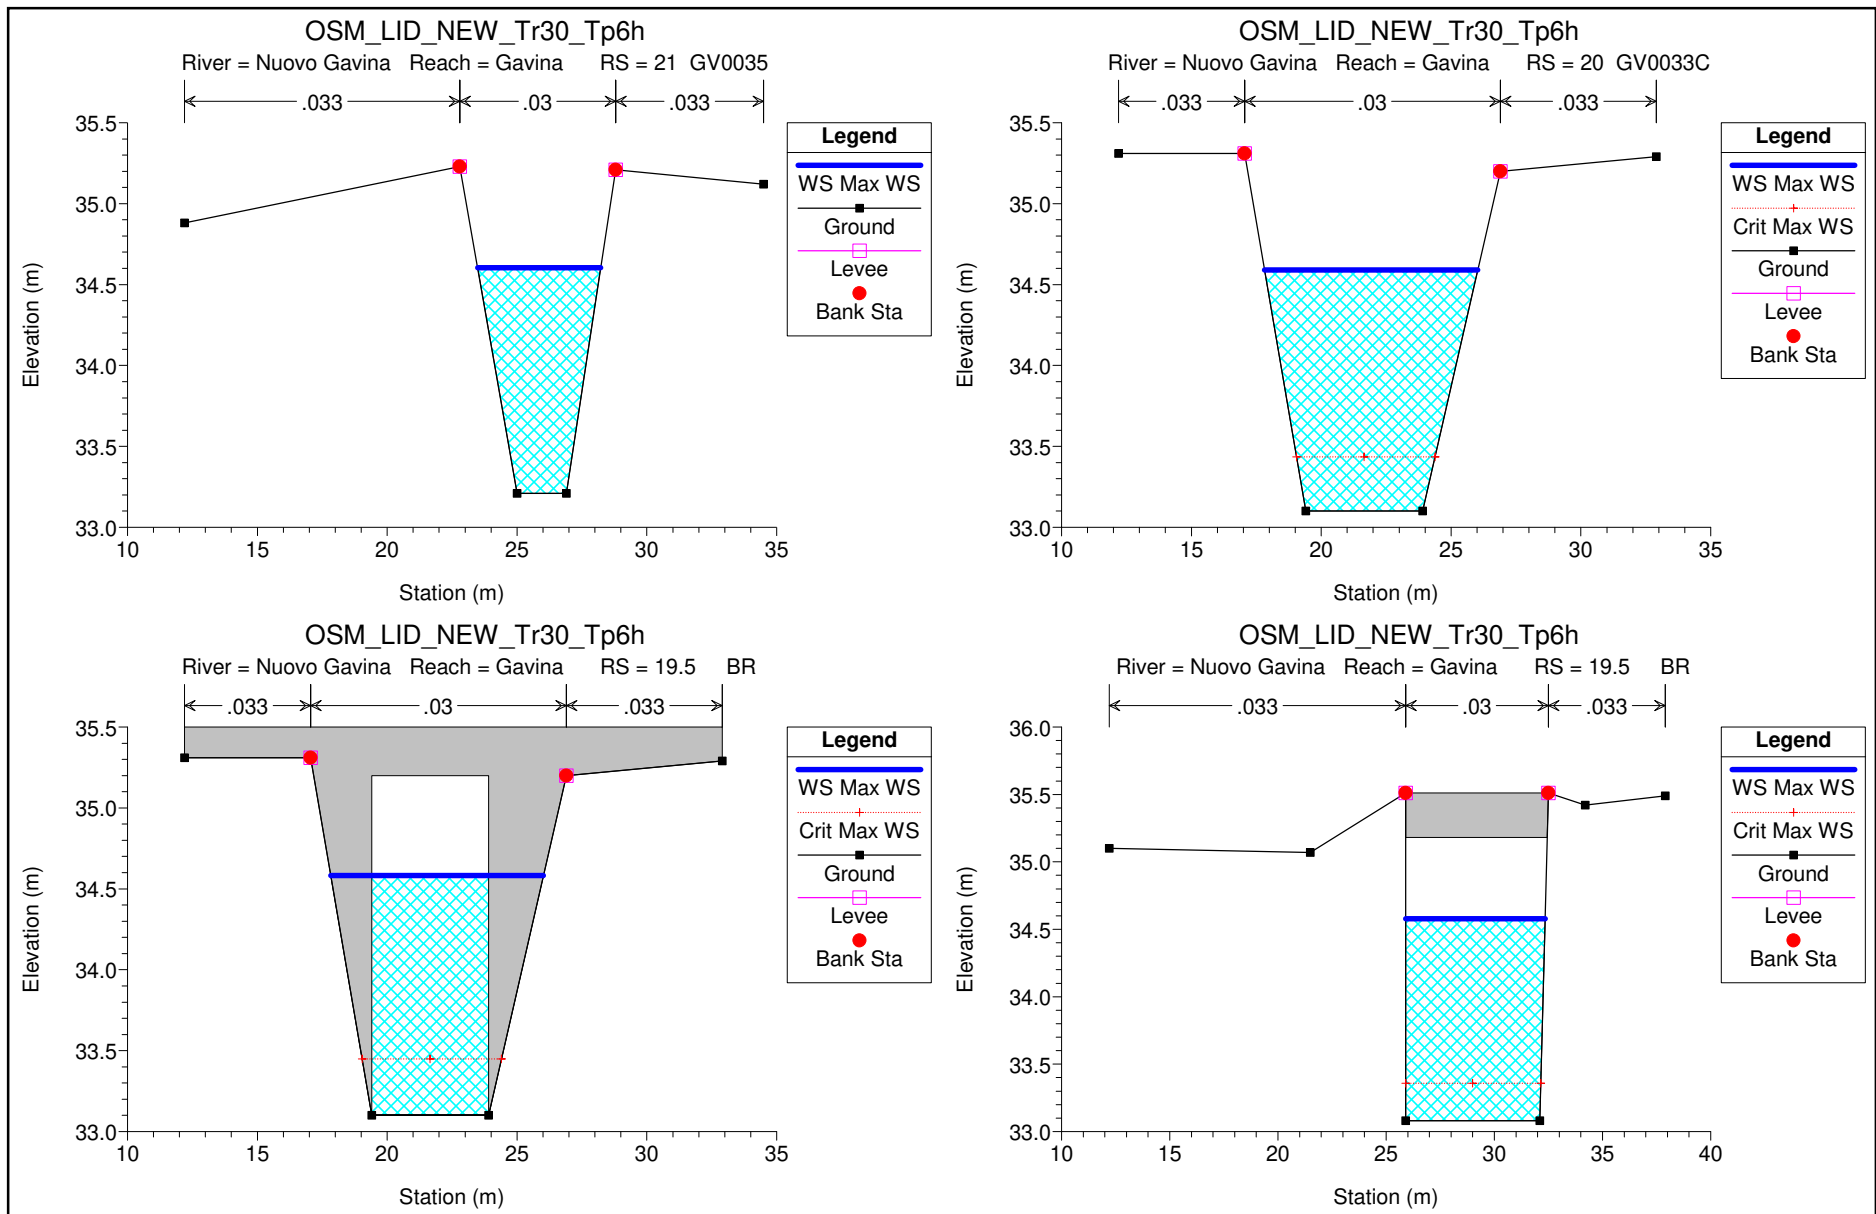 OSM_LID_NEW_Tr30_Tp6h
River = Nuovo Gavina Reach = Gavina RS = 21 GV0035
.033 .03 .033
35.5
35.0
34.5
34.0
33.5
33.0
Elevation (m)
10 15 20 25 30 35
Station (m)
Legend
WS Max WS
Ground
Levee
Bank Sta
OSM_LID_NEW_Tr30_Tp6h
River = Nuovo Gavina Reach = Gavina RS = 20 GV0033C
.033 .03 .033
35.5
35.0
34.5
34.0
33.5
33.0
Elevation (m)
10 15 20 25 30 35
Station (m)
Legend
WS Max WS
Crit Max WS
Ground
Levee
Bank Sta
OSM_LID_NEW_Tr30_Tp6h
River = Nuovo Gavina Reach = Gavina RS = 19.5 BR
.033 .03 .033
35.5
35.0
34.5
34.0
33.5
33.0
Elevation (m)
10 15 20 25 30 35
Station (m)
Legend
WS Max WS
Crit Max WS
Ground
Levee
Bank Sta
OSM_LID_NEW_Tr30_Tp6h
River = Nuovo Gavina Reach = Gavina RS = 19.5 BR
.033 .03 .033
36.0
35.5
35.0
34.5
34.0
33.5
33.0
Elevation (m)
10 15 20 25 30 35 40
Station (m)
Legend
WS Max WS
Crit Max WS
Ground
Levee
Bank Sta